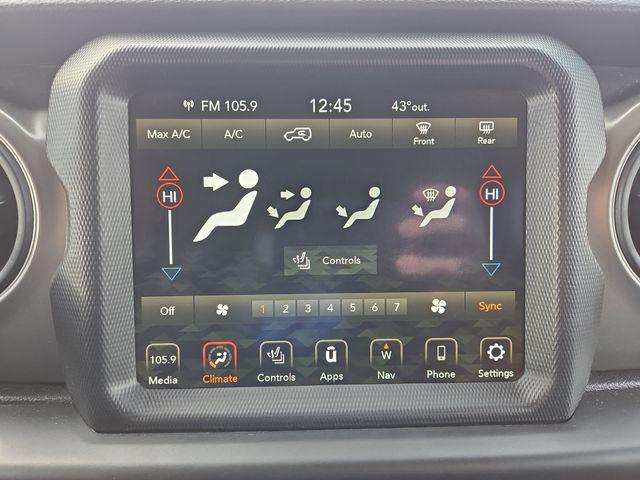 FM 105.9 12:45 43°out.
Max A/C A/C Auto Front Rear
HI HI
Controls
Off 1 2 3 4 5 6 7 Sync
105.9 W
Media Climate Controls Apps Nav Phone Settings